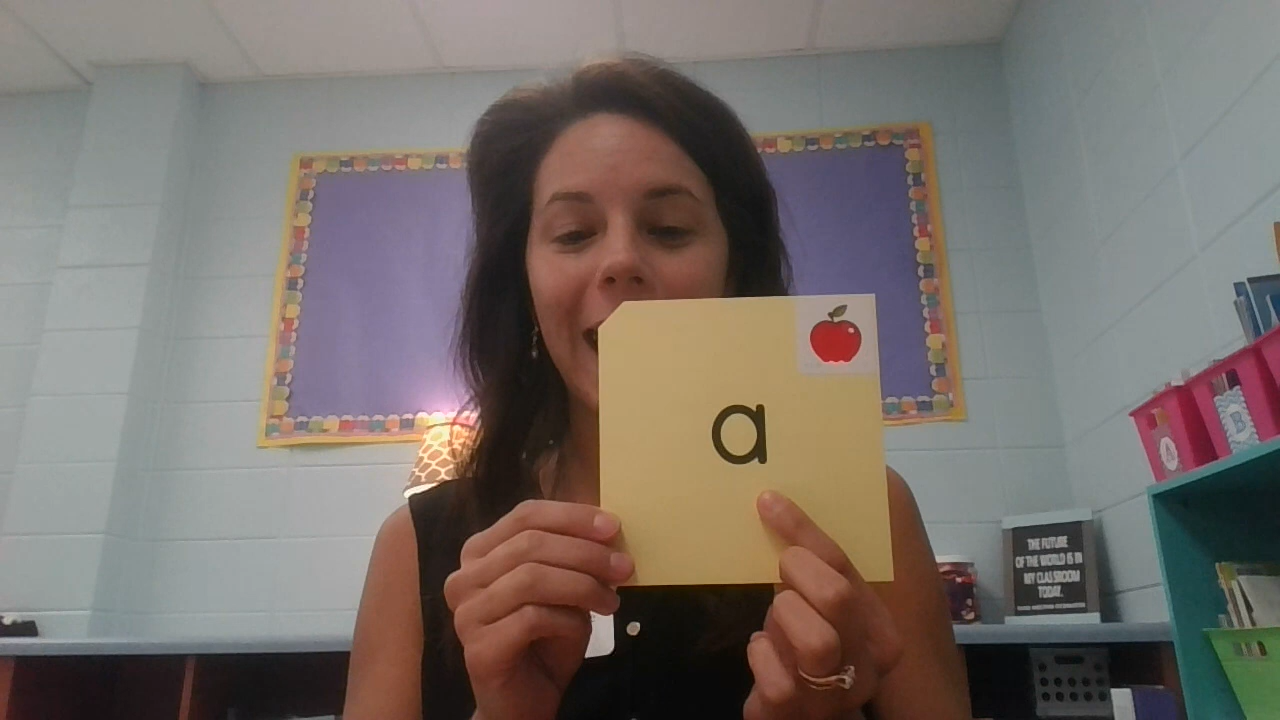 a
THE FUTURE
OF THE WORLD IS IN
MY CLASSROOM
TODAY.
A
B